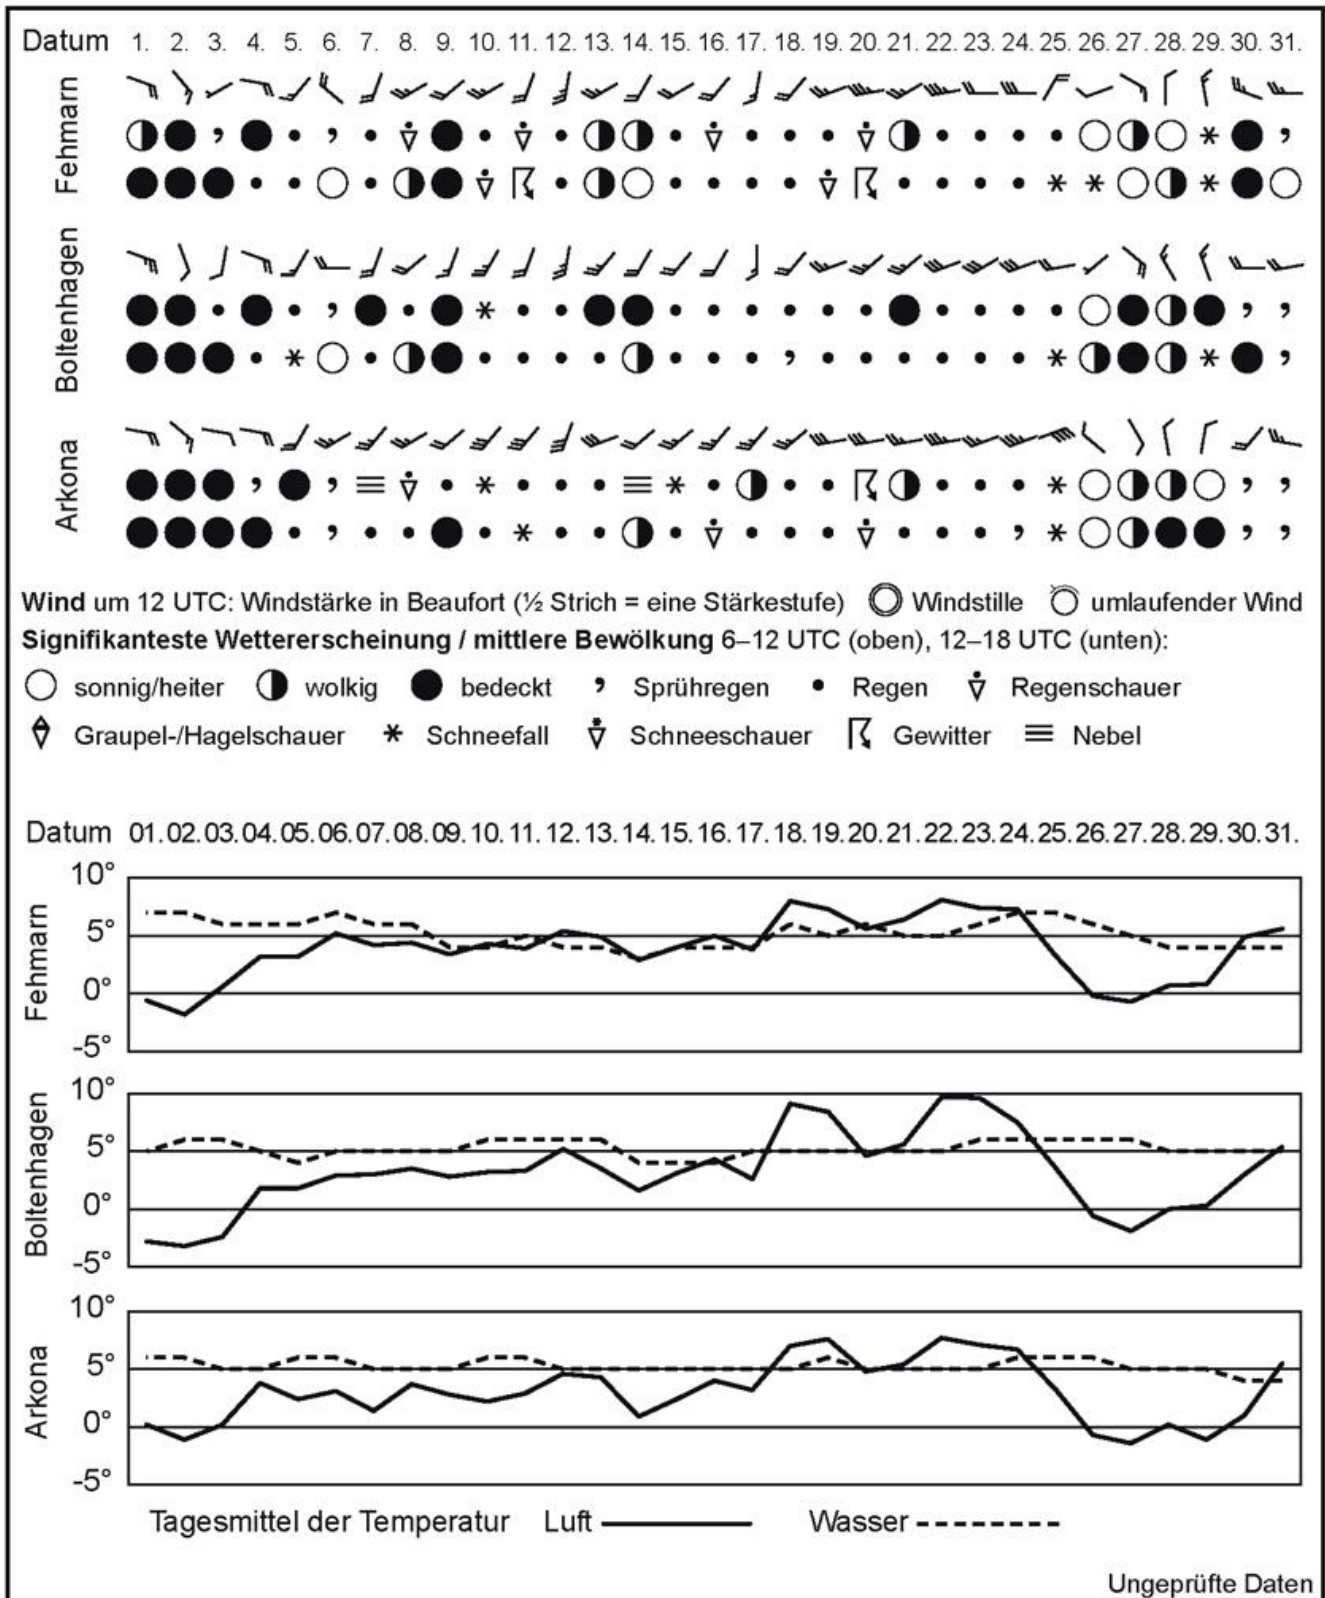 Datum 1. 2. 3. 4. 5. 6. 7. 8. 9. 10. 11. 12. 13. 14. 15. 16. 17. 18. 19. 20. 21. 22. 23. 24. 25. 26. 27. 28. 29. 30. 31.
Fehmarn
Boltenhagen
Arkona
Wind um 12 UTC: Windstärke in Beaufort (½ Strich = eine Stärkestufe) Windstille umlaufender Wind
Signifikanteste Wettererscheinung / mittlere Bewölkung 6–12 UTC (oben), 12–18 UTC (unten):
sonnig/heiter wolkig bedeckt Sprühregen Regen Regenschauer
Graupel-/Hagelschauer Schneefall Schneeschauer Gewitter Nebel
Datum 01. 02. 03. 04. 05. 06. 07. 08. 09. 10. 11. 12. 13. 14. 15. 16. 17. 18. 19. 20. 21. 22. 23. 24. 25. 26. 27. 28. 29. 30. 31.
Fehmarn
10°
5°
0°
-5°
Boltenhagen
10°
5°
0°
-5°
Arkona
10°
5°
0°
-5°
Tagesmittel der Temperatur Luft Wasser
Ungeprüfte Daten